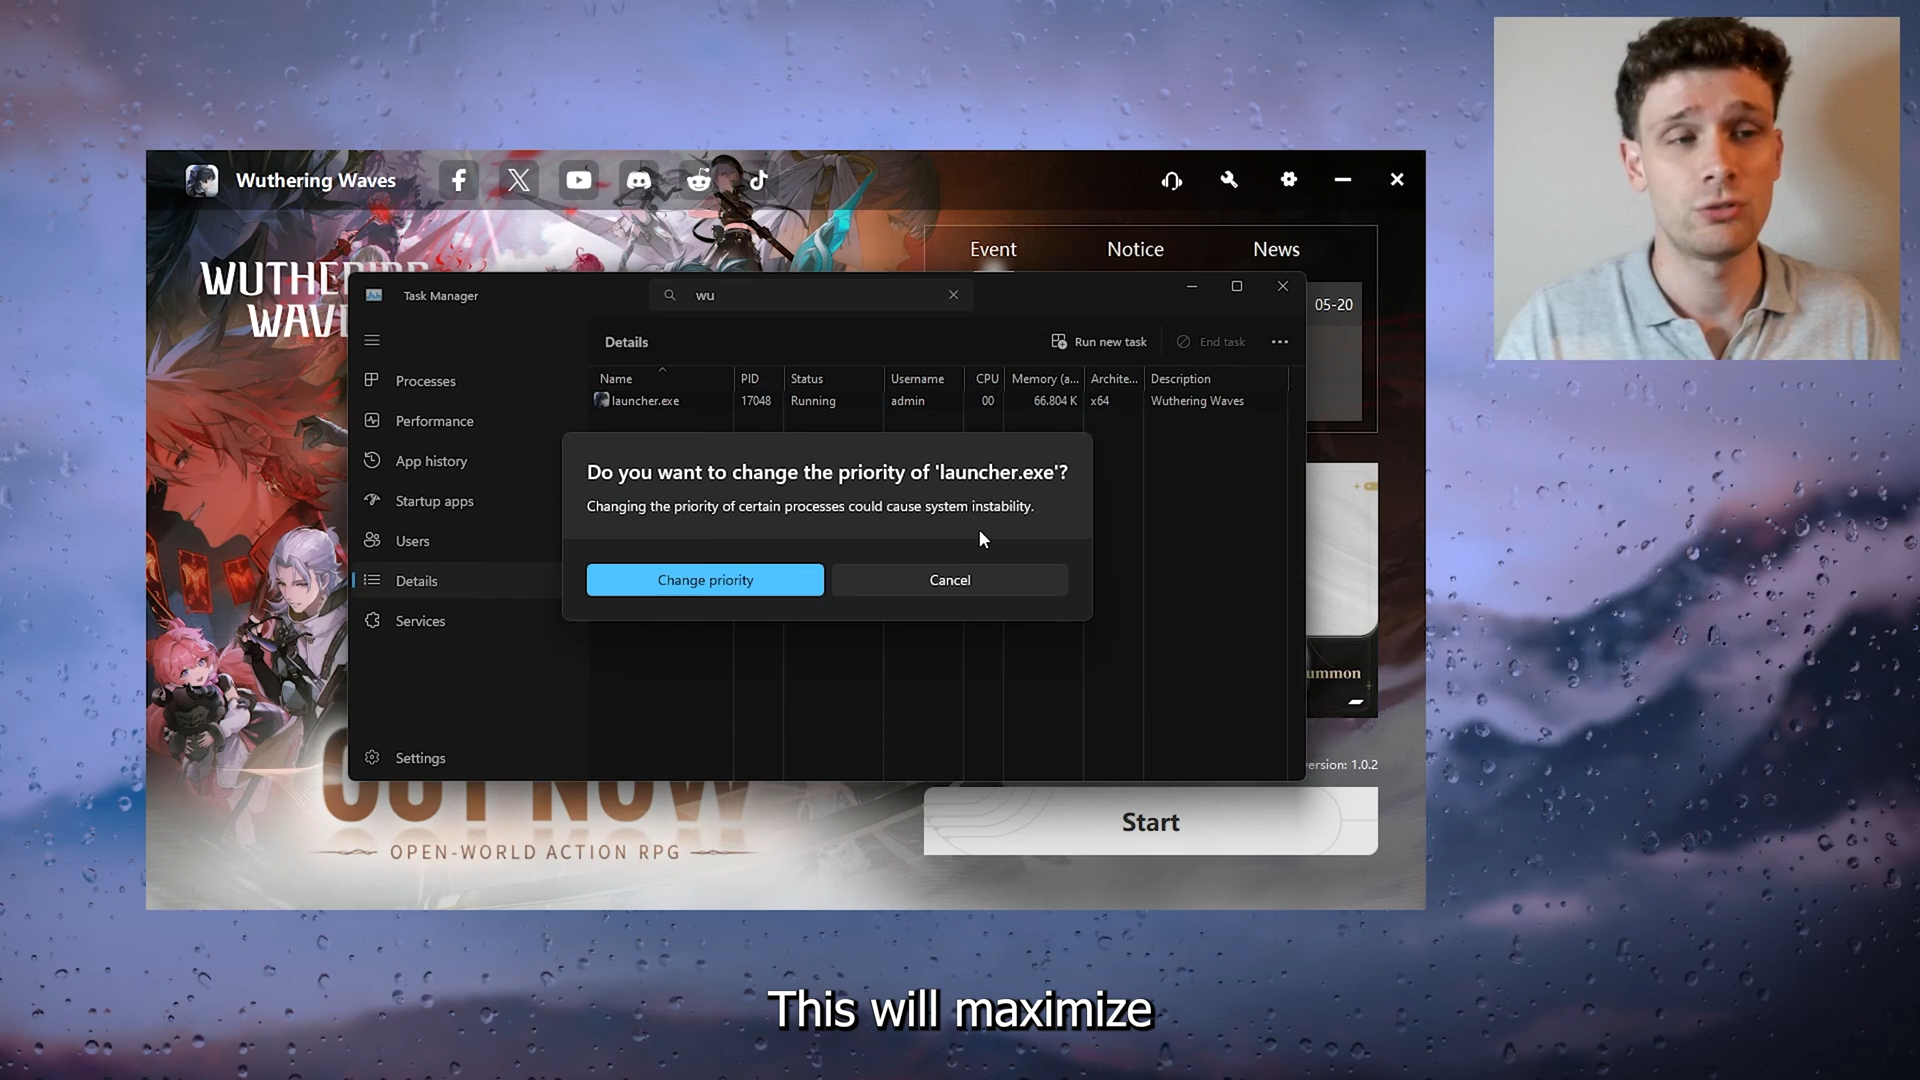 Wuthering Waves
Event
Notice
News
WUTHERING
WAV
05-20
Task Manager
wu
Details
Run new task
End task
Name
PID
Status
Username
CPU
Memory (a...
Archite...
Description
launcher.exe
17048
Running
admin
00
66.804 K
x64
Wuthering Waves
Processes
Performance
App history
Startup apps
Users
Details
Services
Settings
Do you want to change the priority of 'launcher.exe'?
Changing the priority of certain processes could cause system instability.
Change priority
Cancel
ummon
ersion: 1.0.2
OUT NOW
OPEN-WORLD ACTION RPG
Start
This will maximize